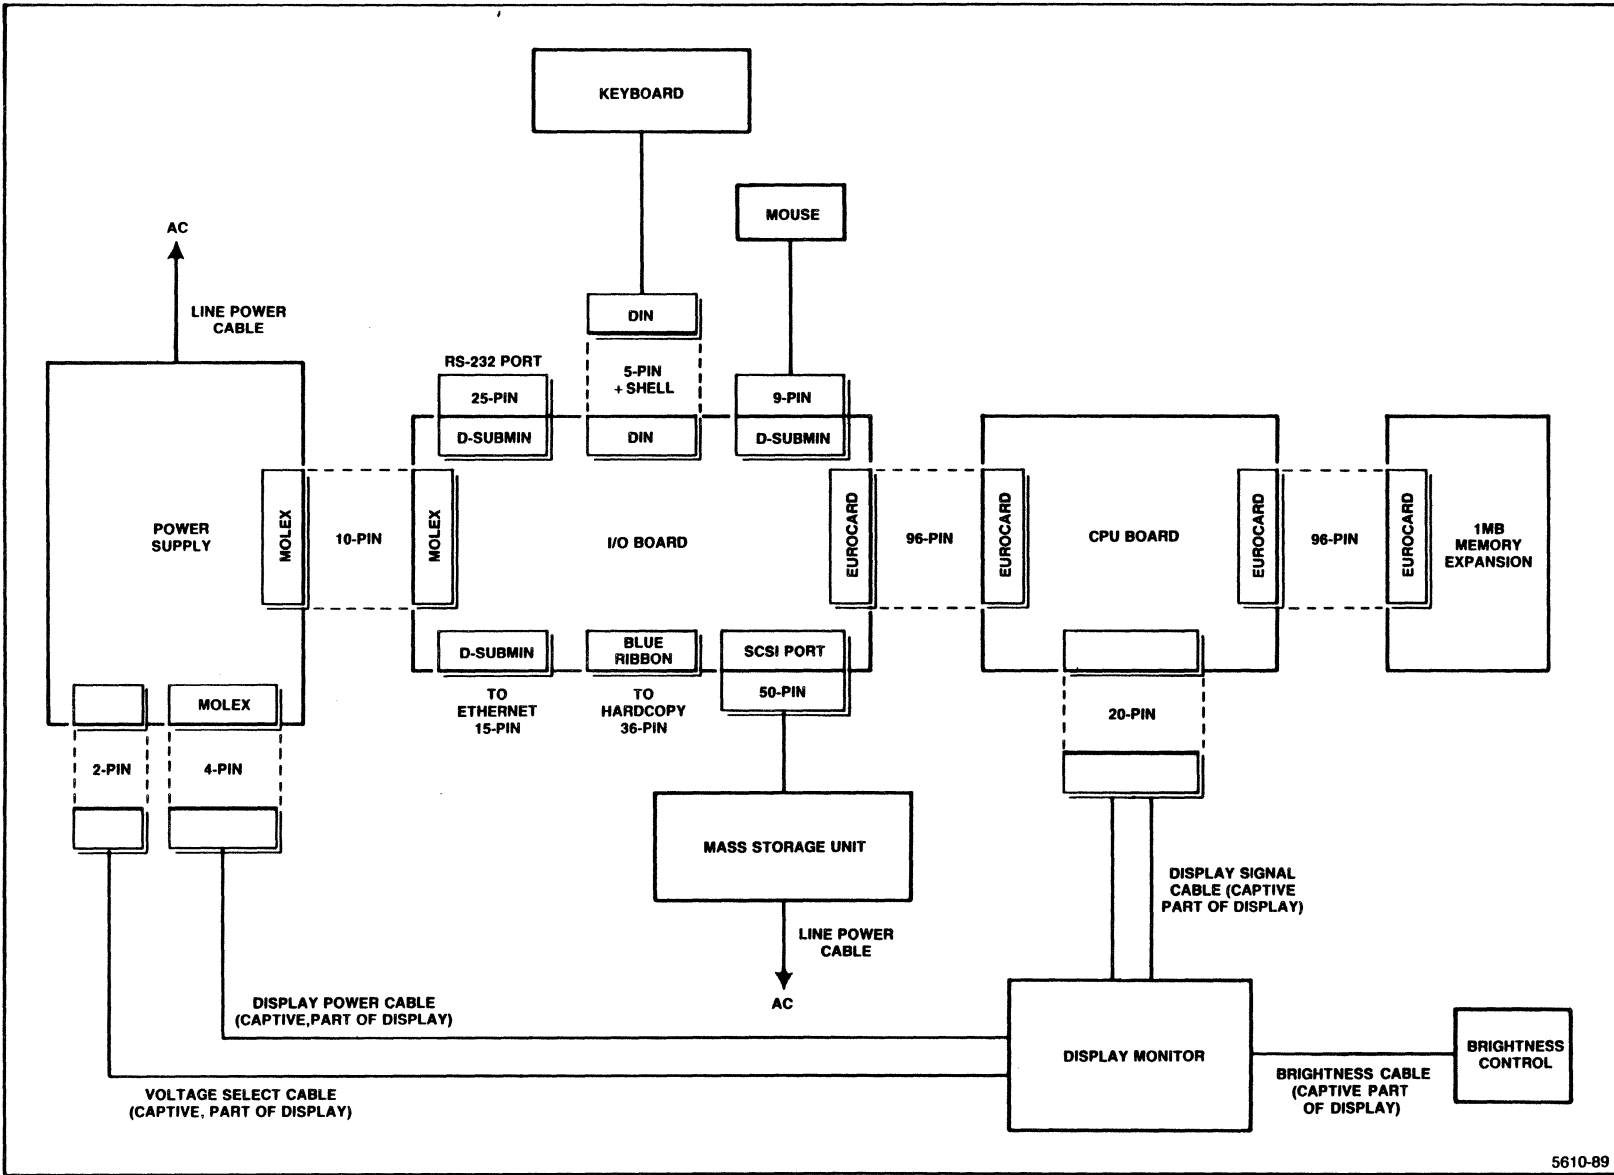 KEYBOARD
MOUSE
AC
LINE POWER
CABLE
DIN
RS-232 PORT
5-PIN
+ SHELL
25-PIN
9-PIN
D-SUBMIN
DIN
D-SUBMIN
POWER
SUPPLY
MOLEX
10-PIN
MOLEX
I/O BOARD
EUROCARD
96-PIN
EUROCARD
CPU BOARD
EUROCARD
96-PIN
EUROCARD
1MB
MEMORY
EXPANSION
D-SUBMIN
BLUE
RIBBON
SCSI PORT
TO
ETHERNET
15-PIN
TO
HARDCOPY
36-PIN
50-PIN
MOLEX
20-PIN
2-PIN
4-PIN
MASS STORAGE UNIT
DISPLAY SIGNAL
CABLE (CAPTIVE
PART OF DISPLAY)
LINE POWER
CABLE
AC
DISPLAY POWER CABLE
(CAPTIVE,PART OF DISPLAY)
DISPLAY MONITOR
BRIGHTNESS
CONTROL
BRIGHTNESS CABLE
(CAPTIVE PART
OF DISPLAY)
VOLTAGE SELECT CABLE
(CAPTIVE, PART OF DISPLAY)
5610-89